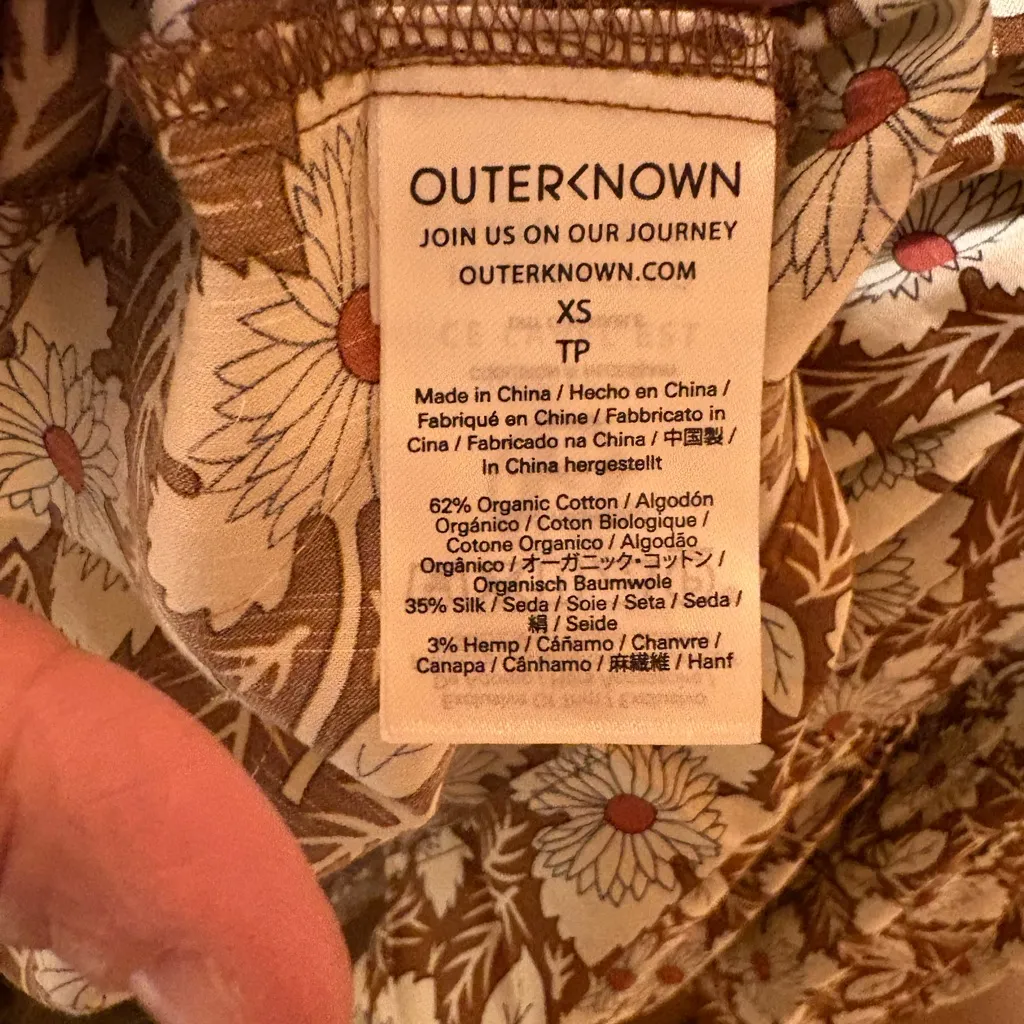 OUTERKNOWN
JOIN US ON OUR JOURNEY
OUTERKNOWN.COM
XS
TP
Made in China / Hecho en China /
Fabriqué en Chine / Fabbricato in
Cina / Fabricado na China / 中国製 /
In China hergestellt
62% Organic Cotton / Algodón
Orgánico / Coton Biologique /
Cotone Organico / Algodão
Orgânico / オーガニック・コットン /
Organisch Baumwole
35% Silk / Seda / Soie / Seta / Seda /
絹 / Seide
3% Hemp / Cáñamo / Chanvre /
Canapa / Cânhamo / 麻繊維 / Hanf